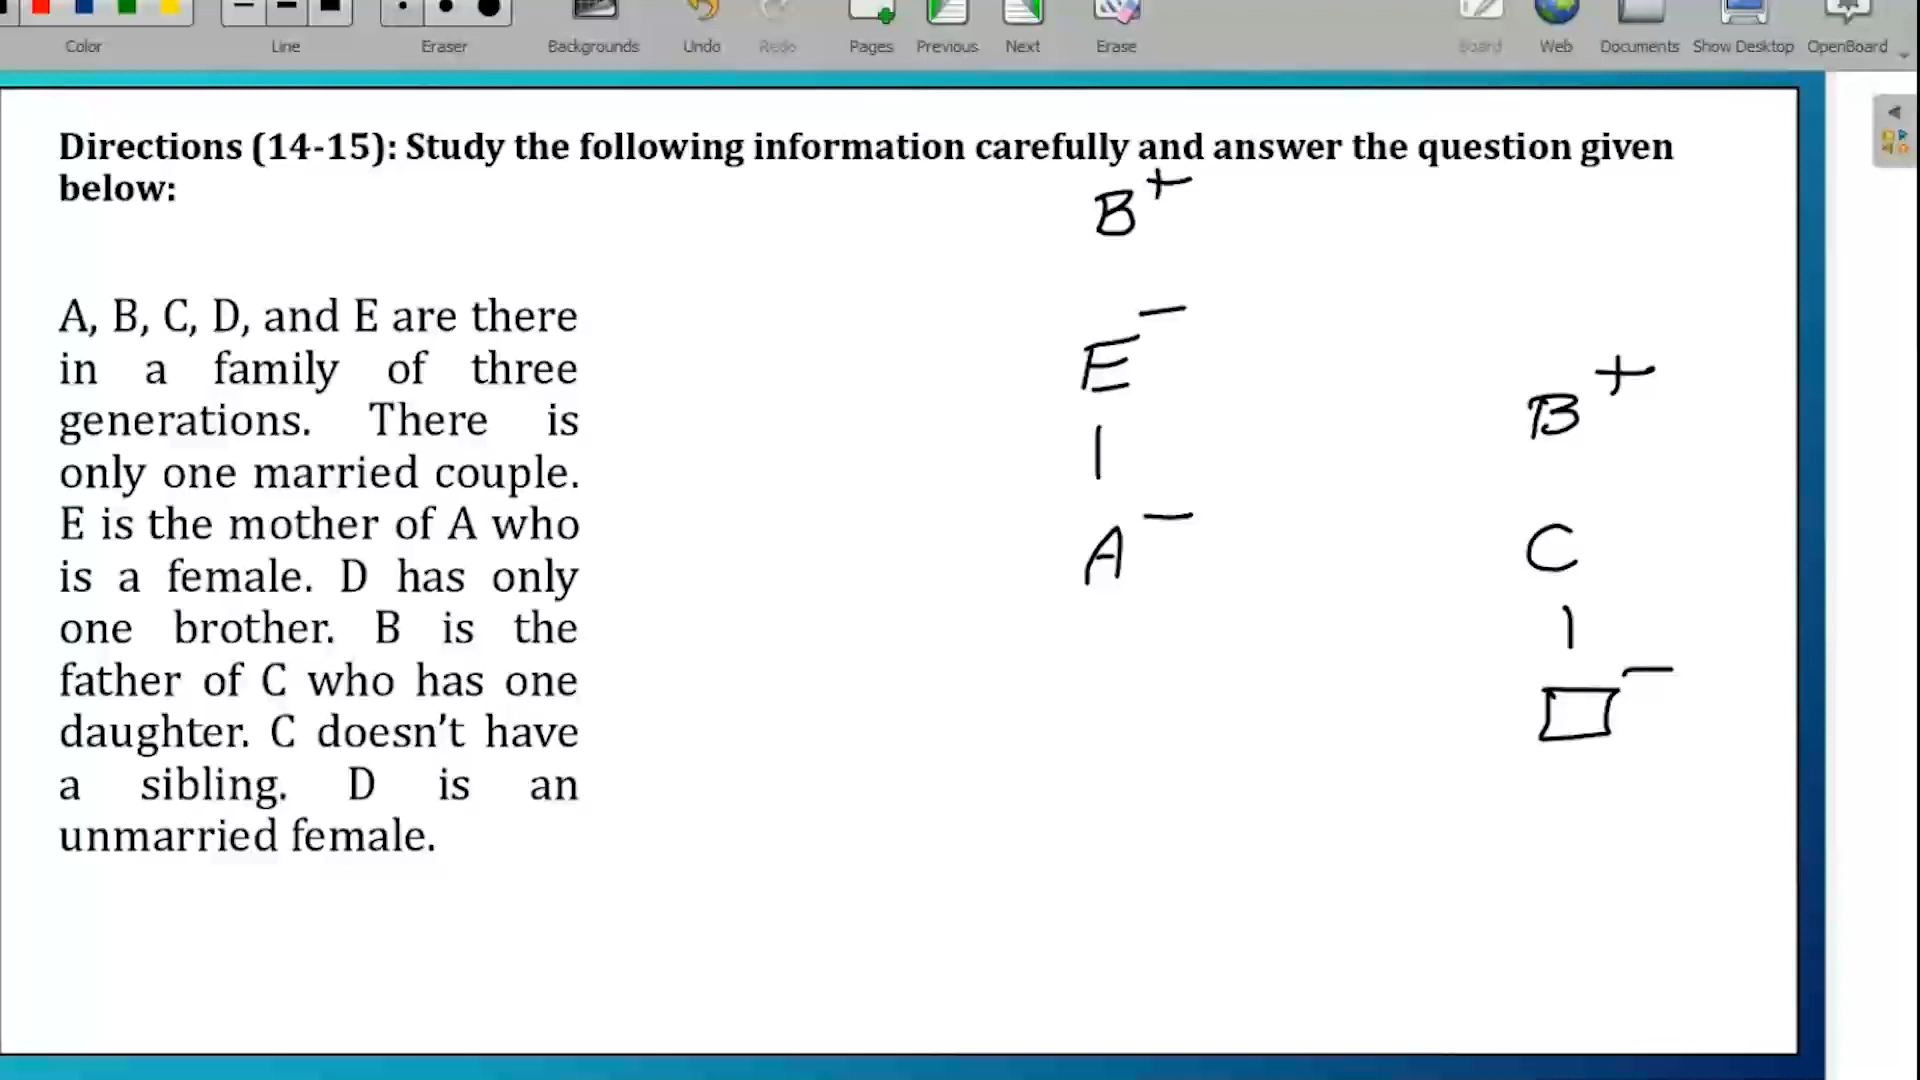 Color Line Eraser Backgrounds Undo Redo Pages Previous Next Erase Board Web Documents Show Desktop OpenBoard
Directions (14-15): Study the following information carefully and answer the question given
below:
A, B, C, D, and E are there
in a family of three
generations. There is
only one married couple.
E is the mother of A who
is a female. D has only
one brother. B is the
father of C who has one
daughter. C doesn't have
a sibling. D is an
unmarried female.
B +
E −
|
A −
B +
C
|
□ −